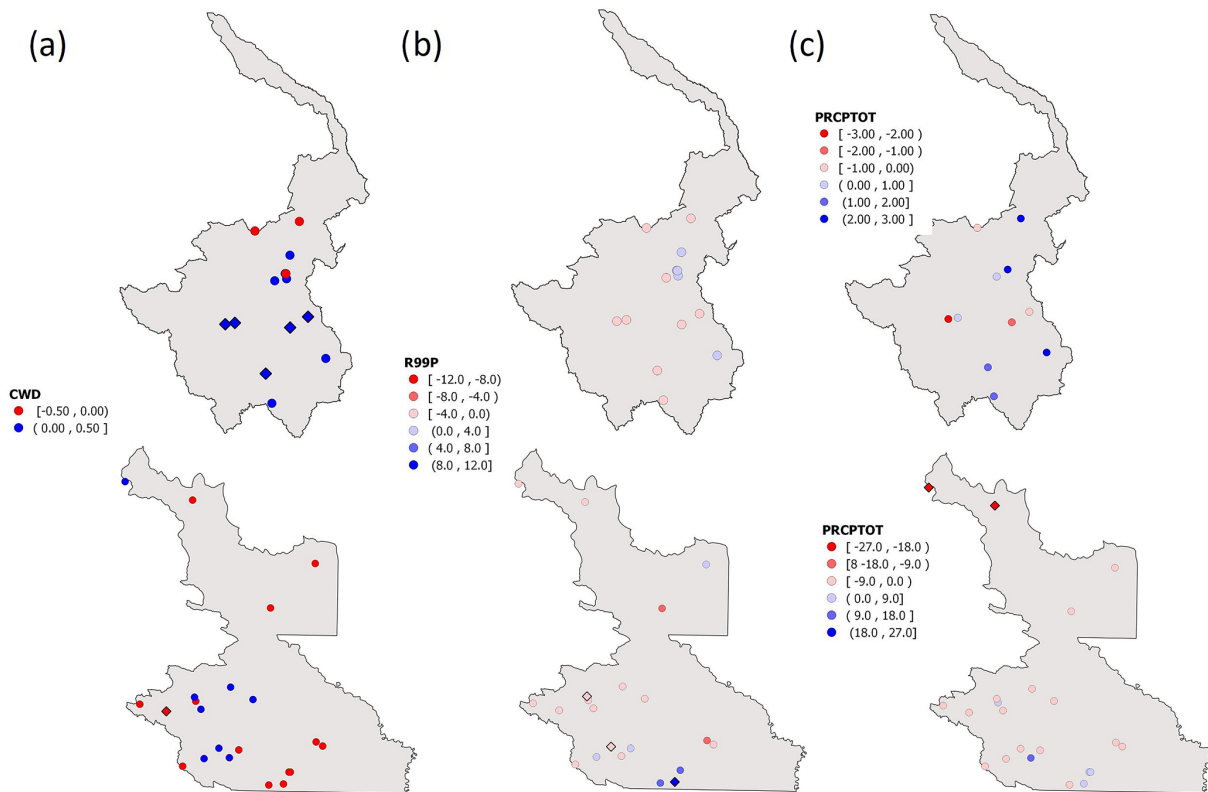 (a)
(b)
(c)
PRCPTOT
[ -3.00 , -2.00 )
[ -2.00 , -1.00 )
[ -1.00 , 0.00)
(0.00 , 1.00 ]
(1.00 , 2.00]
(2.00 , 3.00 ]
CWD
[-0.50 , 0.00)
( 0.00 , 0.50 ]
R99P
[ -12.0 , -8.0)
[ -8.0 , -4.0 )
[ -4.0 , 0.0)
(0.0 , 4.0 ]
( 4.0 , 8.0 ]
(8.0 , 12.0]
PRCPTOT
[ -27.0 , -18.0 )
[8 -18.0 , -9.0 )
[ -9.0 , 0.0 )
( 0.0 , 9.0]
( 9.0 , 18.0 ]
(18.0 , 27.0]